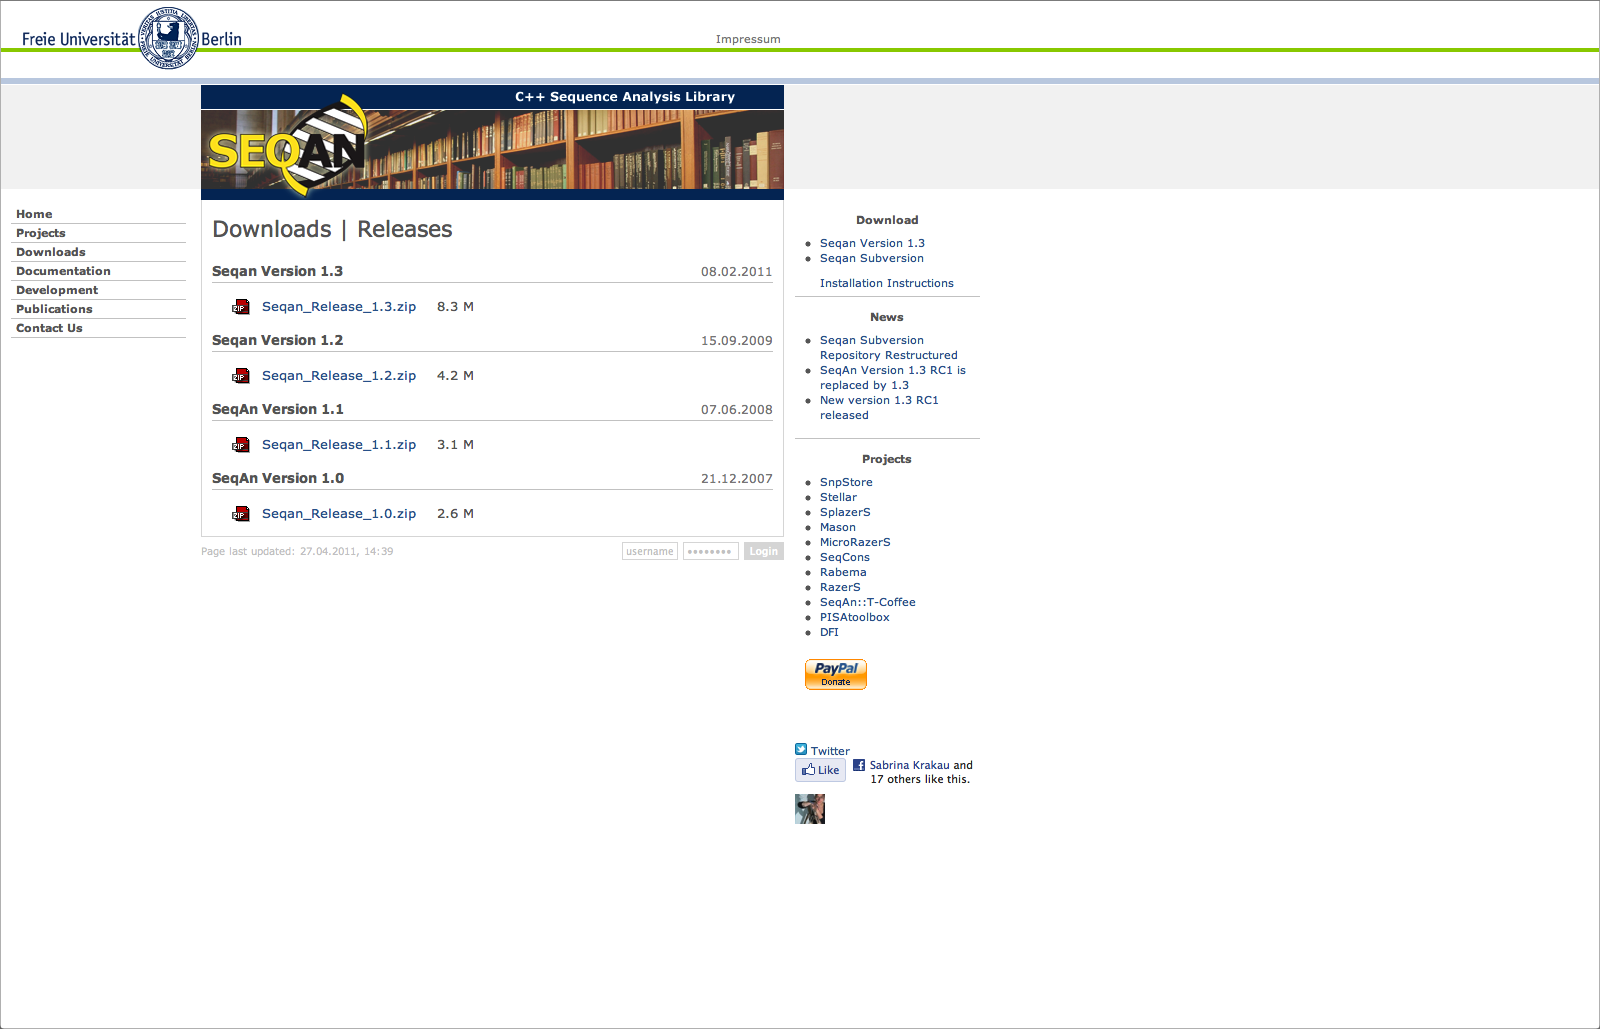 Freie Universität Berlin
Impressum
C++ Sequence Analysis Library
SEQAN
Home
Projects
Downloads
Documentation
Development
Publications
Contact Us
Downloads | Releases
Seqan Version 1.3 08.02.2011
ZIP Seqan_Release_1.3.zip 8.3 M
Seqan Version 1.2 15.09.2009
ZIP Seqan_Release_1.2.zip 4.2 M
SeqAn Version 1.1 07.06.2008
ZIP Seqan_Release_1.1.zip 3.1 M
SeqAn Version 1.0 21.12.2007
ZIP Seqan_Release_1.0.zip 2.6 M
Page last updated: 27.04.2011, 14:39
username •••••••• Login
Download
Seqan Version 1.3
Seqan Subversion
Installation Instructions
News
Seqan Subversion
Repository Restructured
SeqAn Version 1.3 RC1 is
replaced by 1.3
New version 1.3 RC1
released
Projects
SnpStore
Stellar
SplazerS
Mason
MicroRazerS
SeqCons
Rabema
RazerS
SeqAn::T-Coffee
PISAtoolbox
DFI
PayPal
Donate
Twitter
Like
Sabrina Krakau and
17 others like this.